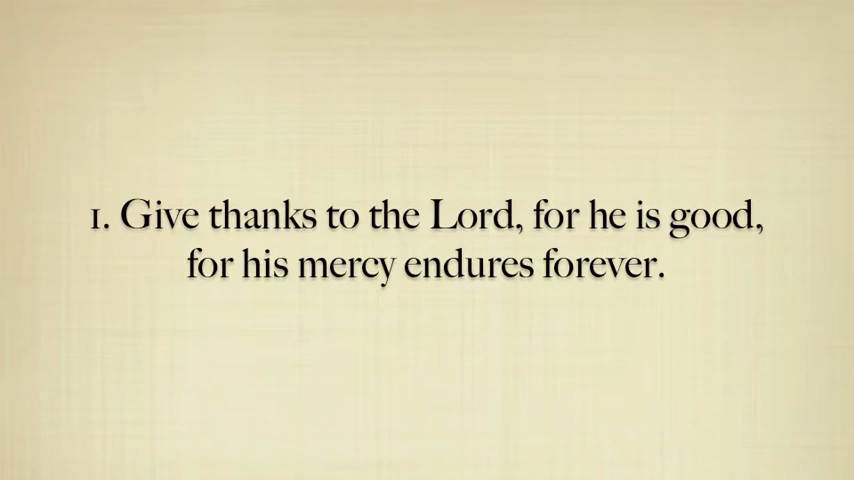 1. Give thanks to the Lord, for he is good,
for his mercy endures forever.